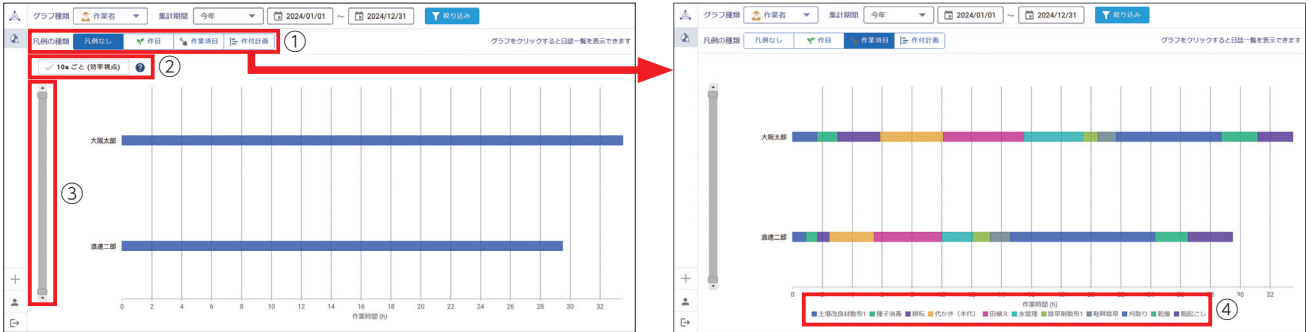 グラフ種類 作業者 集計期間 今年 2024/01/01 ~ 2024/12/31 絞り込み
凡例の種類 凡例なし 作目 作業項目 作付計画 ① グラフをクリックすると日誌一覧を表示できます
10a ごと (効率視点) ②
③
大阪太郎
浪速二郎
0 2 4 6 8 10 12 14 16 18 20 22 24 26 28 30 32
作業時間 (h)
グラフ種類 作業者 集計期間 今年 2024/01/01 ~ 2024/12/31 絞り込み
凡例の種類 凡例なし 作目 作業項目 作付計画 グラフをクリックすると日誌一覧を表示できます
大阪太郎
浪速二郎
0 30 32
作業時間 (h)
土壌改良材散布1 種子消毒 耕耘 代かき (本代) 田植え 水管理 除草剤散布1 畦畔除草 刈取り 乾燥 粗起こし ④